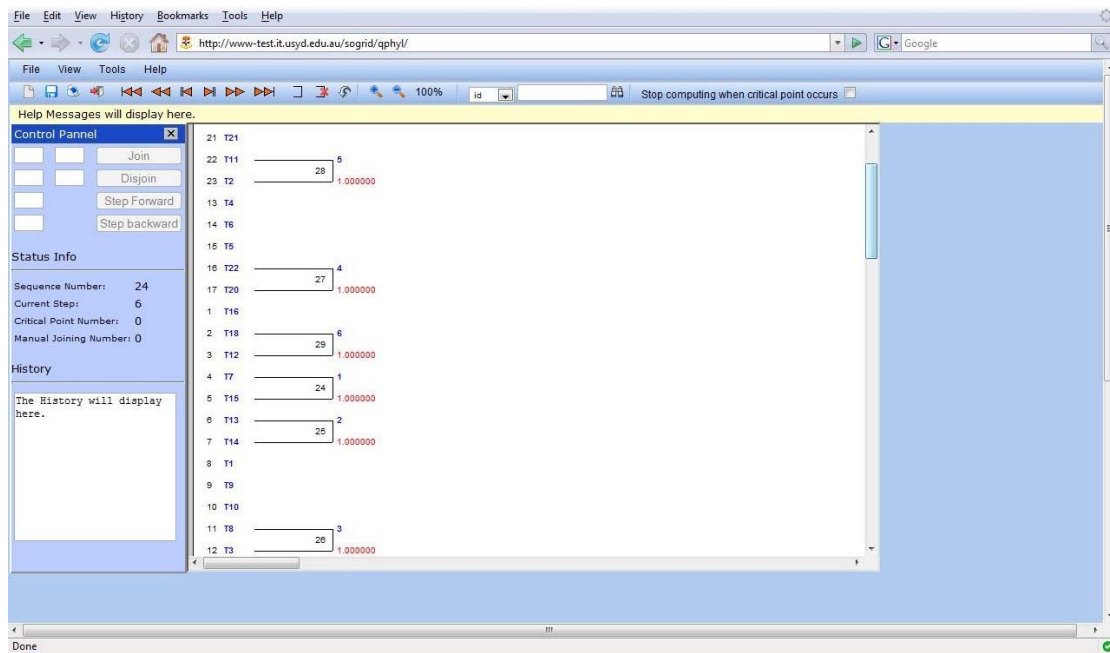 File Edit View History Bookmarks Tools Help
http://www-test.it.usyd.edu.au/sogrid/qphyl/
G Google
File View Tools Help
100% id Stop computing when critical point occurs
Help Messages will display here.
Control Pannel
Join
Disjoin
Step Forward
Step backward
Status Info
Sequence Number: 24
Current Step: 6
Critical Point Number: 0
Manual Joining Number: 0
History
The History will display
here.
21 T21
22 T11 5
28
23 T2 1.000000
13 T4
14 T6
15 T5
16 T22 4
27
17 T20 1.000000
1 T16
2 T18 6
29
3 T12 1.000000
4 T7 1
24
5 T15 1.000000
6 T13 2
25
7 T14 1.000000
8 T1
9 T9
10 T10
11 T8 3
26
12 T3 1.000000
Done